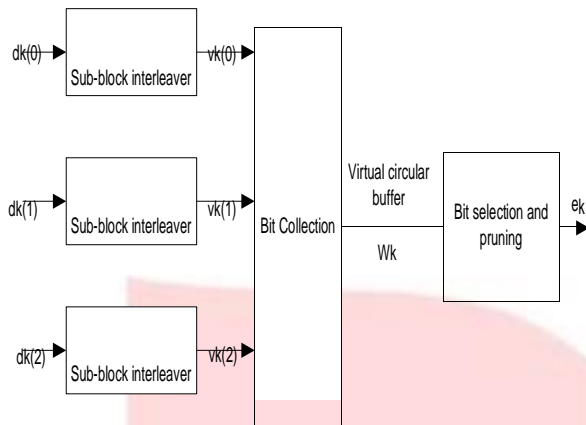 dk(0)
Sub-block interleaver
vk(0)
dk(1)
Sub-block interleaver
vk(1)
dk(2)
Sub-block interleaver
vk(2)
Bit Collection
Virtual circular
buffer
Wk
Bit selection and
pruning
ek